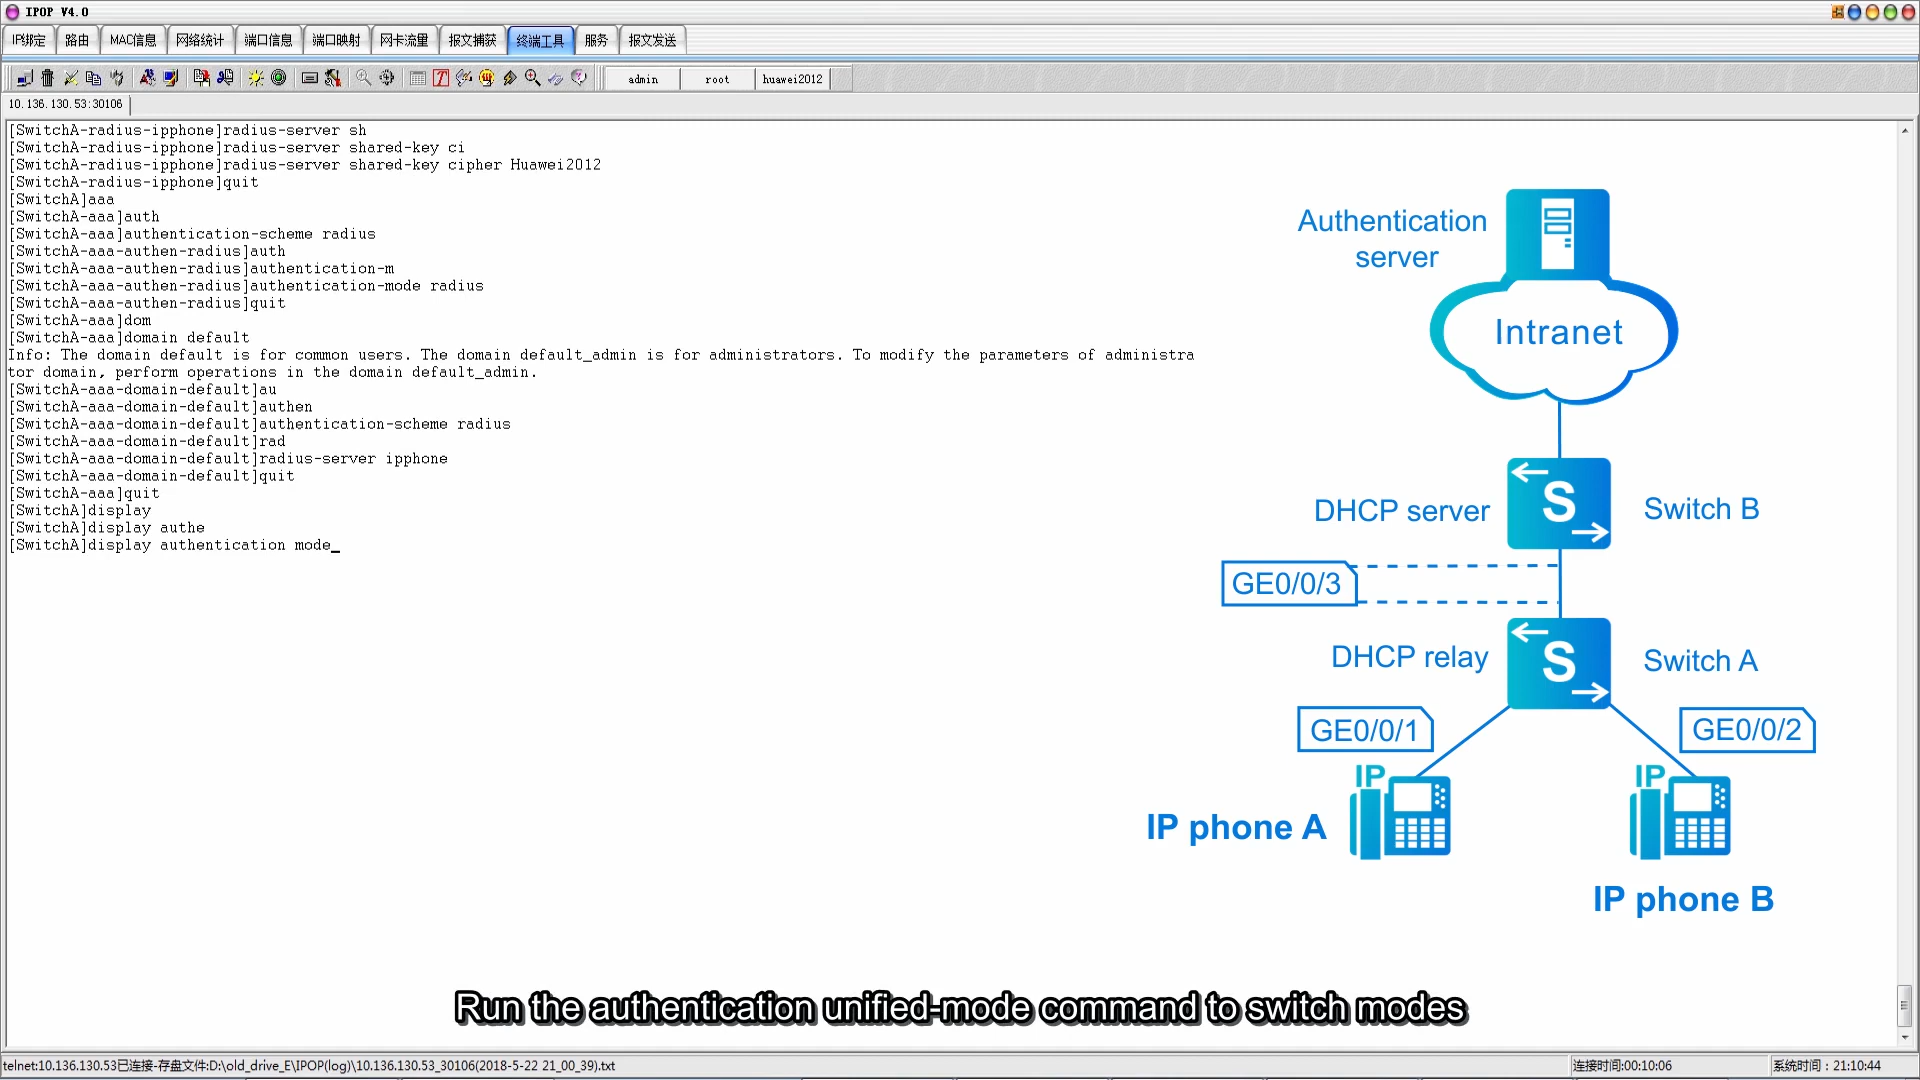 IPOP V4.0
IP绑定 路由 MAC信息 网络统计 端口信息 端口映射 网卡流量 报文捕获 终端工具 服务 报文发送
admin root huawei2012
10.136.130.53:30106
[SwitchA-radius-ipphone]radius-server sh
[SwitchA-radius-ipphone]radius-server shared-key ci
[SwitchA-radius-ipphone]radius-server shared-key cipher Huawei2012
[SwitchA-radius-ipphone]quit
[SwitchA]aaa
[SwitchA-aaa]auth
[SwitchA-aaa]authentication-scheme radius
[SwitchA-aaa-authen-radius]auth
[SwitchA-aaa-authen-radius]authentication-m
[SwitchA-aaa-authen-radius]authentication-mode radius
[SwitchA-aaa-authen-radius]quit
[SwitchA-aaa]dom
[SwitchA-aaa]domain default
Info: The domain default is for common users. The domain default_admin is for administrators. To modify the parameters of administra
tor domain, perform operations in the domain default_admin.
[SwitchA-aaa-domain-default]au
[SwitchA-aaa-domain-default]authen
[SwitchA-aaa-domain-default]authentication-scheme radius
[SwitchA-aaa-domain-default]rad
[SwitchA-aaa-domain-default]radius-server ipphone
[SwitchA-aaa-domain-default]quit
[SwitchA-aaa]quit
[SwitchA]display
[SwitchA]display authe
[SwitchA]display authentication mode_
Authentication
server
Intranet
DHCP server
S
Switch B
GE0/0/3
DHCP relay
S
Switch A
GE0/0/1
GE0/0/2
IP
IP
IP phone A
IP phone B
Run the authentication unified-mode command to switch modes
telnet:10.136.130.53已连接-存盘文件:D:\old_drive_E\IPOP(log)\10.136.130.53_30106(2018-5-22 21_00_39).txt
连接时间:00:10:06
系统时间：21:10:44